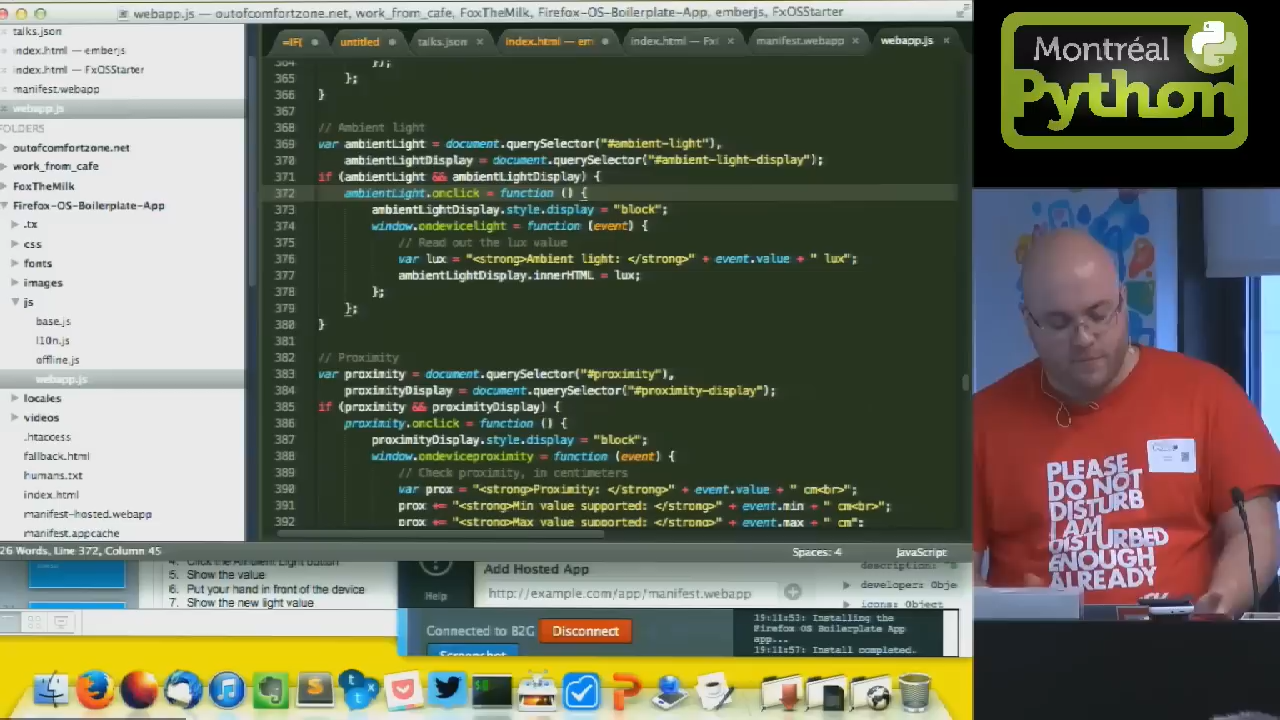 webapp.js — outofcomfortzone.net, work_from_cafe, FoxTheMilk, Firefox-OS-Boilerplate-App, emberjs, FxOSStarter
talks.json
index.html — emberjs
index.html — FxOSStarter
manifest.webapp
webapp.js
FOLDERS
outofcomfortzone.net
work_from_cafe
FoxTheMilk
Firefox-OS-Boilerplate-App
.tx
css
fonts
images
js
base.js
l10n.js
offline.js
webapp.js
locales
videos
.htaccess
fallback.html
humans.txt
index.html
manifest-hosted.webapp
manifest.appcache
=IF(
untitled
talks.json
index.html — em
index.html — Fx
manifest.webapp
webapp.js
364 });
365 };
366 }
367
368 // Ambient light
369 var ambientLight = document.querySelector("#ambient-light"),
370 ambientLightDisplay = document.querySelector("#ambient-light-display");
371 if (ambientLight && ambientLightDisplay) {
372 ambientLight.onclick = function () {
373 ambientLightDisplay.style.display = "block";
374 window.ondevicelight = function (event) {
375 // Read out the lux value
376 var lux = "<strong>Ambient light: </strong>" + event.value + " lux";
377 ambientLightDisplay.innerHTML = lux;
378 };
379 };
380 }
381
382 // Proximity
383 var proximity = document.querySelector("#proximity"),
384 proximityDisplay = document.querySelector("#proximity-display");
385 if (proximity && proximityDisplay) {
386 proximity.onclick = function () {
387 proximityDisplay.style.display = "block";
388 window.ondeviceproximity = function (event) {
389 // Check proximity, in centimeters
390 var prox = "<strong>Proximity: </strong>" + event.value + " cm<br>";
391 prox += "<strong>Min value supported: </strong>" + event.min + " cm<br>";
392 prox += "<strong>Max value supported: </strong>" + event.max + " cm";
26 Words, Line 372, Column 45
Spaces: 4
JavaScript
4. Click the Ambient Light button
5. Show the value
6. Put your hand in front of the device
7. Show the new light value
Help
Add Hosted App
http://example.com/app/manifest.webapp
developers: Obje
icons: Object
Connected to B2G
Disconnect
Screenshot
19:11:53: Installing the
Firefox OS Boilerplate App
app...
19:11:57: Install completed.
Montréal
Python
PLEASE
DO NOT
DISTURB
I AM
DISTURBED
ENOUGH
ALREADY